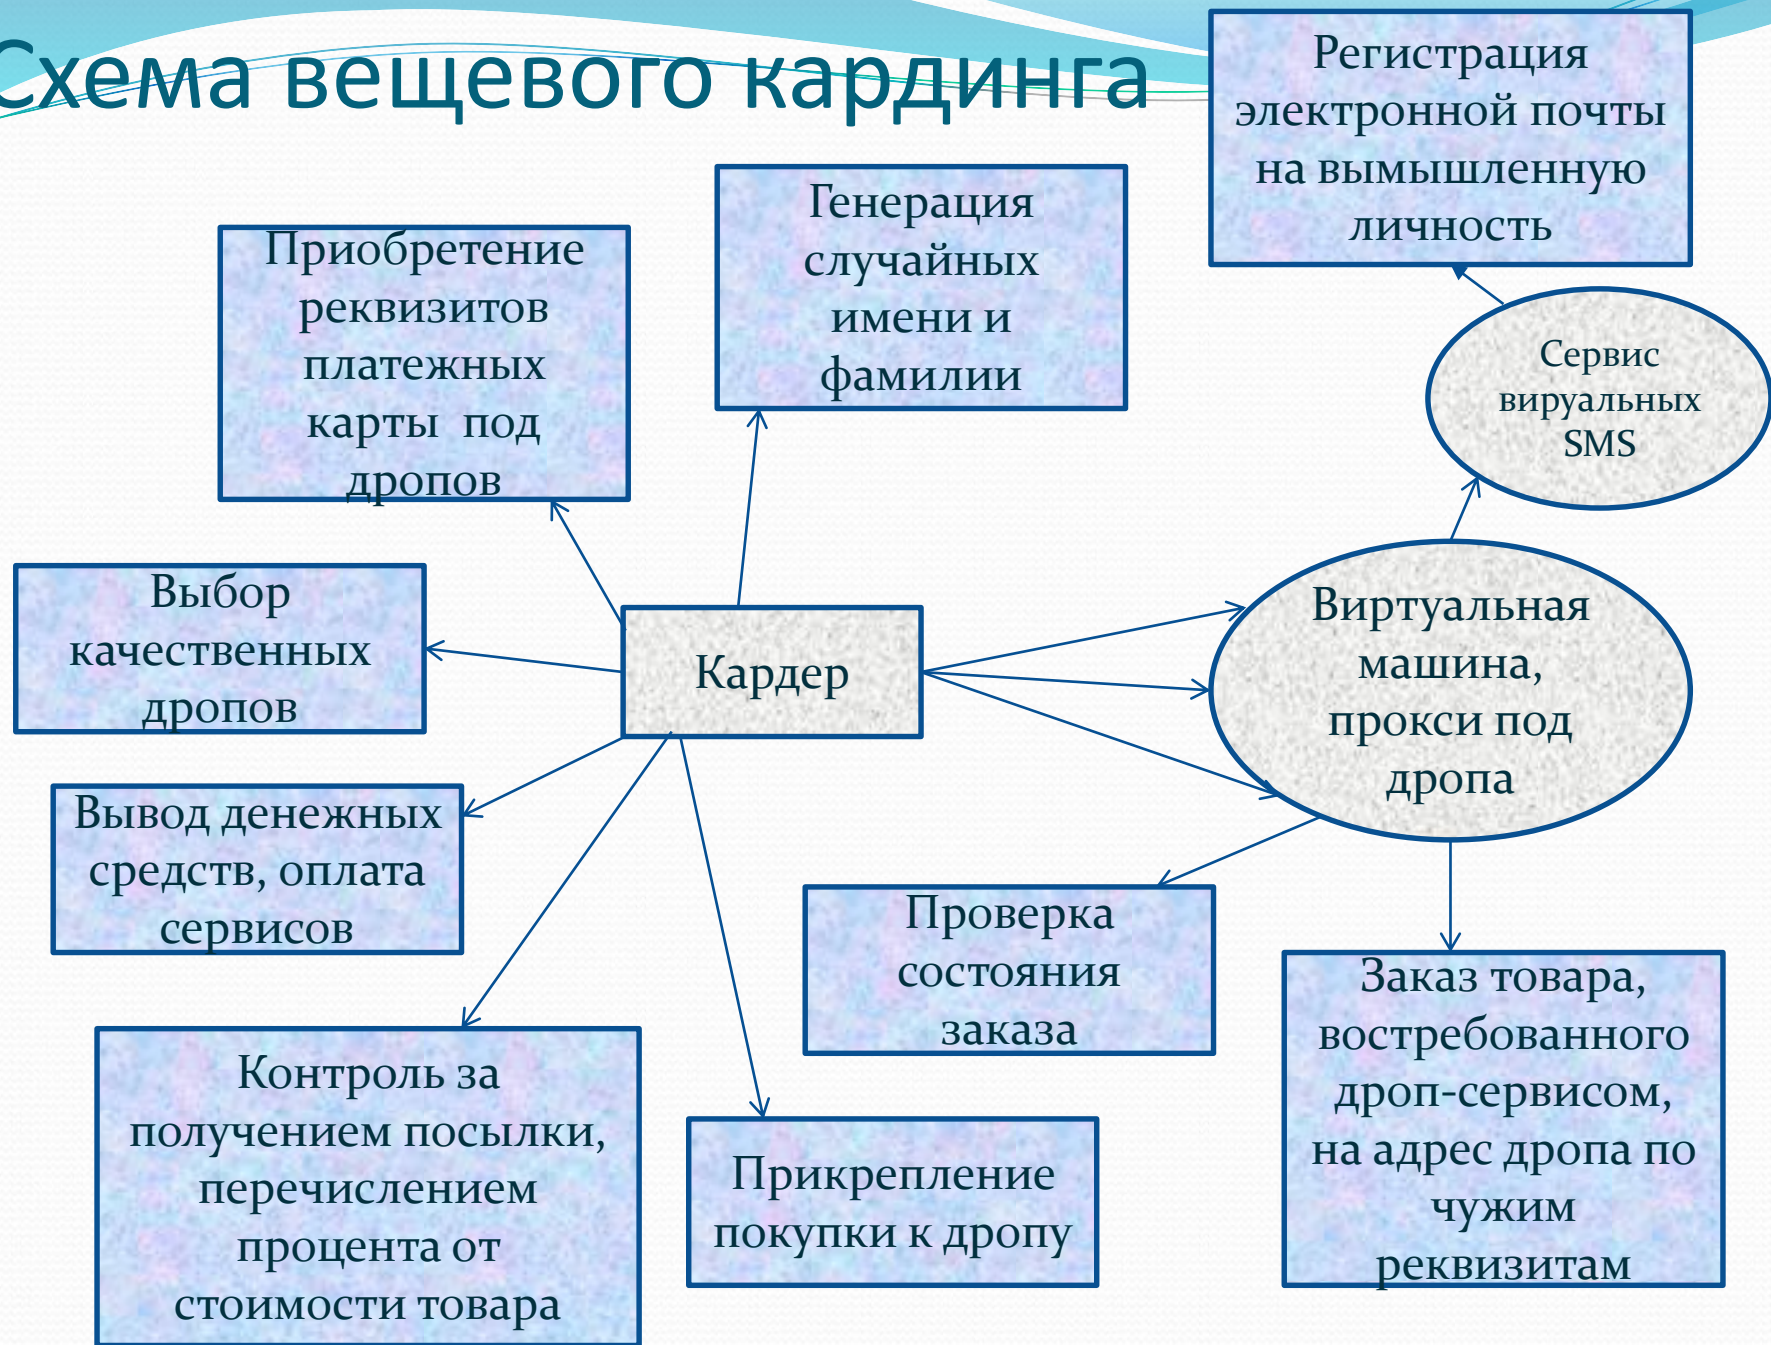 Схема вещевого кардинга
Регистрация
электронной почты
на вымышленную
личность
Генерация
случайных
имени и
фамилии
Приобретение
реквизитов
платежных
карты под
дропов
Сервис
вируальных
SMS
Выбор
качественных
дропов
Кардер
Виртуальная
машина,
прокси под
дропа
Вывод денежных
средств, оплата
сервисов
Проверка
состояния
заказа
Заказ товара,
востребованного
дроп-сервисом,
на адрес дропа по
чужим
реквизитам
Контроль за
получением посылки,
перечислением
процента от
стоимости товара
Прикрепление
покупки к дропу